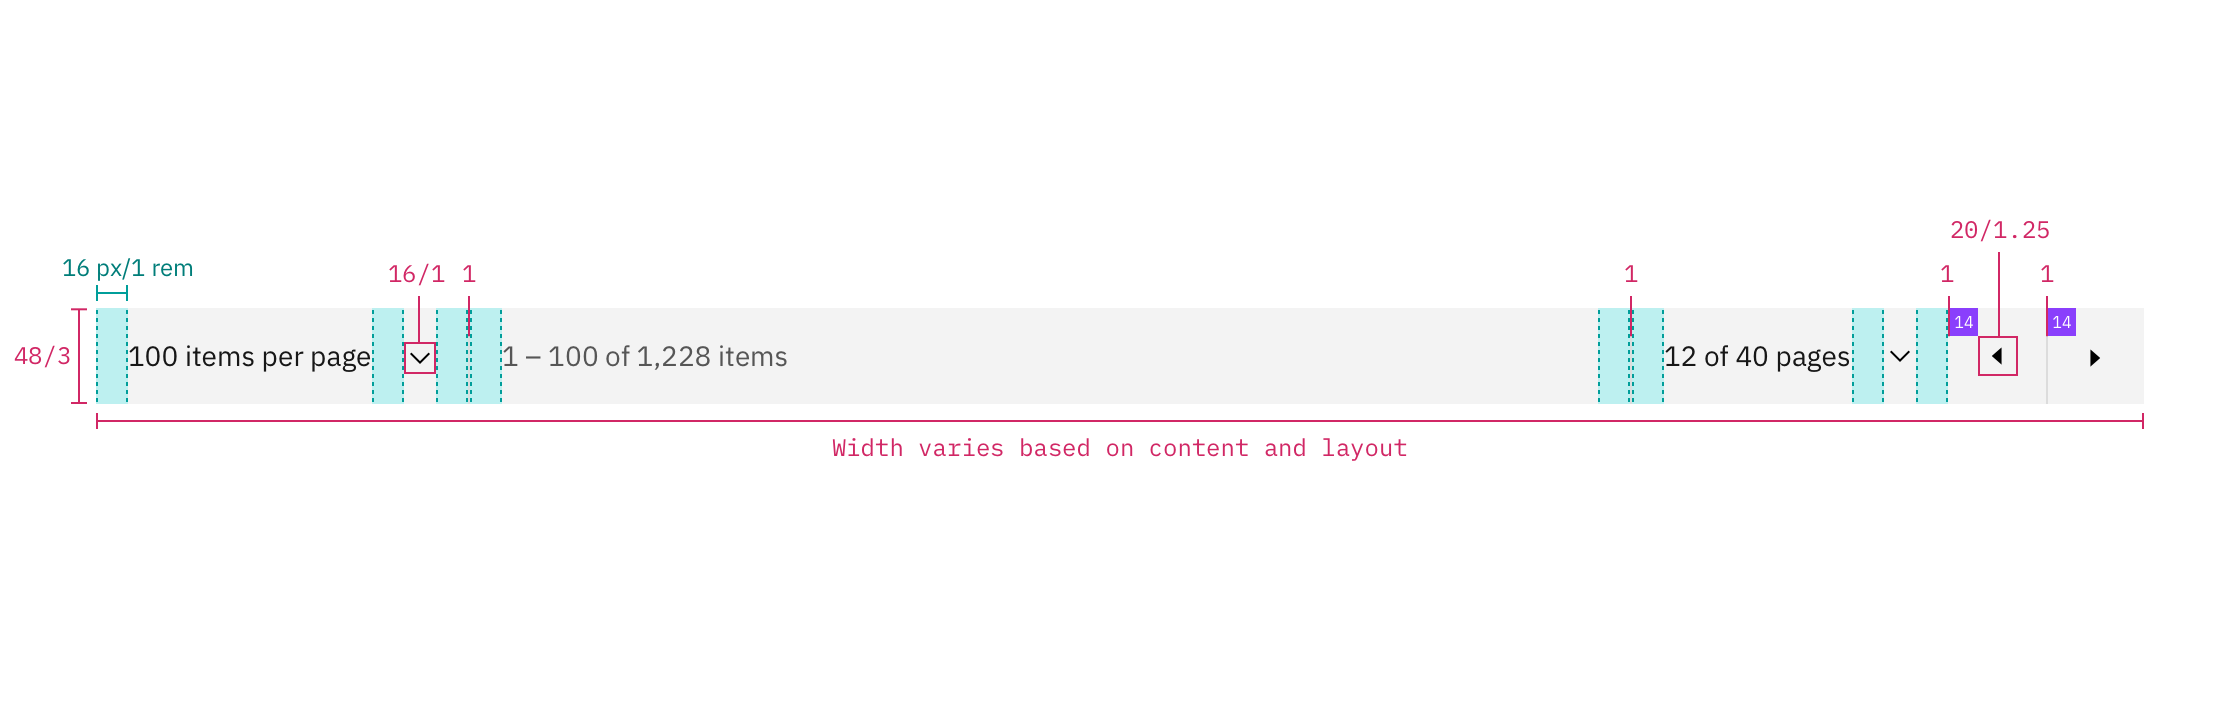 20/1.25
16 px/1 rem
16/1 1 1 1 1
14 14
48/3 100 items per page 1 – 100 of 1,228 items 12 of 40 pages
Width varies based on content and layout